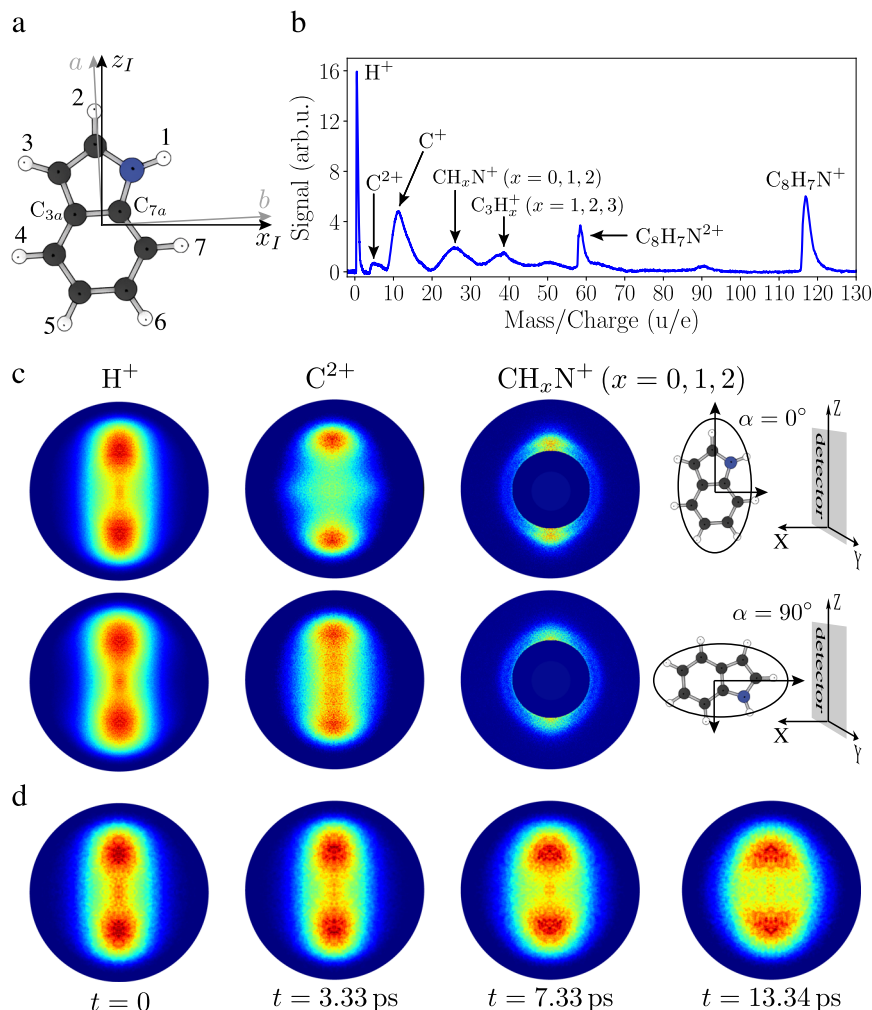 a
a
z_I
2
3
1
C_3a
C_7a
b
x_I
4
7
5
6
b
Signal (arb.u.)
16
12
8
4
0
H⁺
C²⁺
C⁺
CH_xN⁺ (x = 0, 1, 2)
C₃H_x⁺ (x = 1, 2, 3)
C₈H₇N²⁺
C₈H₇N⁺
0 10 20 30 40 50 60 70 80 90 100 110 120 130
Mass/Charge (u/e)
c
H⁺
C²⁺
CH_xN⁺ (x = 0, 1, 2)
α = 0°
Z
detector
X
Y
α = 90°
Z
detector
X
Y
d
t = 0
t = 3.33 ps
t = 7.33 ps
t = 13.34 ps